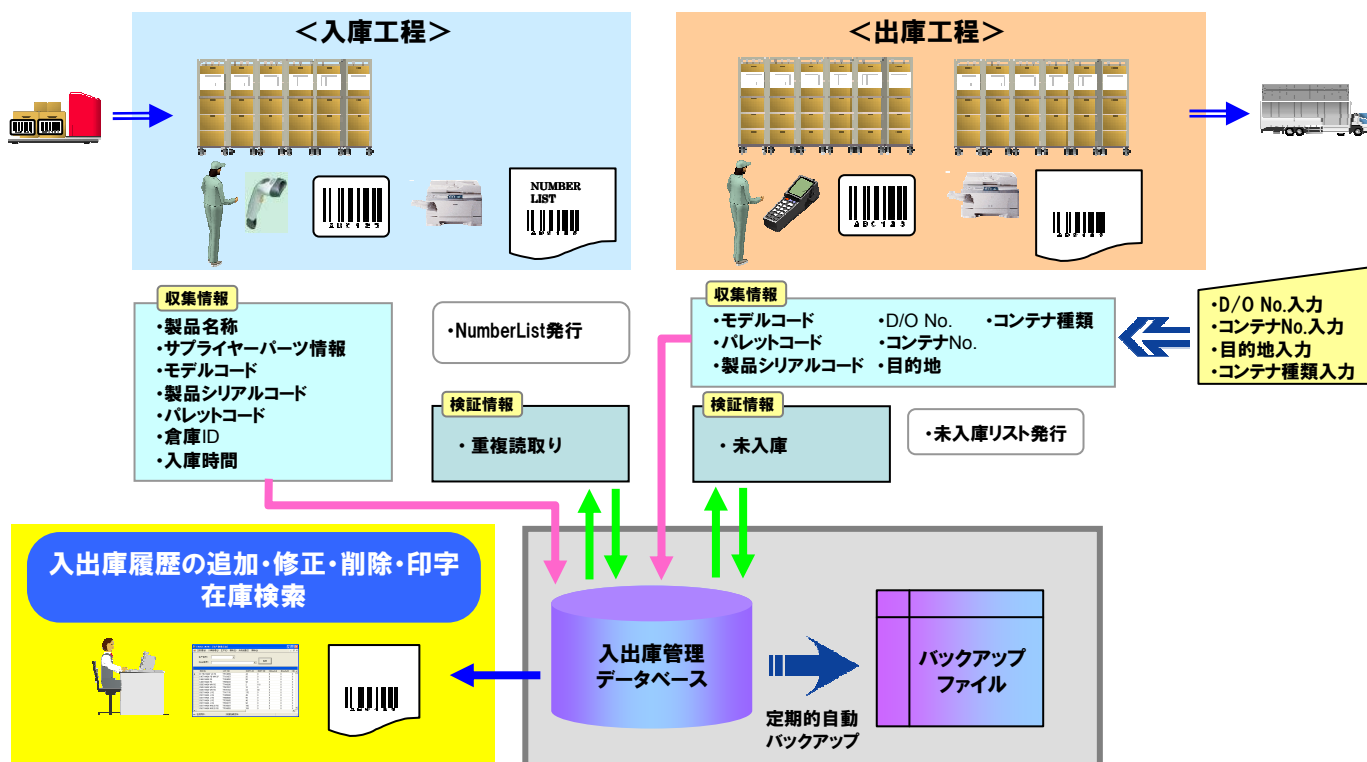 ＜入庫工程＞
NUMBER
LIST
ABC123
ABC123
＜出庫工程＞
ABC123
ABC123
収集情報
・製品名称
・サプライヤーパーツ情報
・モデルコード
・製品シリアルコード
・パレットコード
・倉庫ID
・入庫時間
・NumberList発行
検証情報
・重複読取り
収集情報
・モデルコード ・D/O No. ・コンテナ種類
・パレットコード ・コンテナNo.
・製品シリアルコード ・目的地
・D/O No.入力
・コンテナNo.入力
・目的地入力
・コンテナ種類入力
検証情報
・未入庫
・未入庫リスト発行
入出庫履歴の追加・修正・削除・印字
在庫検索
ABC123
入出庫管理
データベース
定期的自動
バックアップ
バックアップ
ファイル